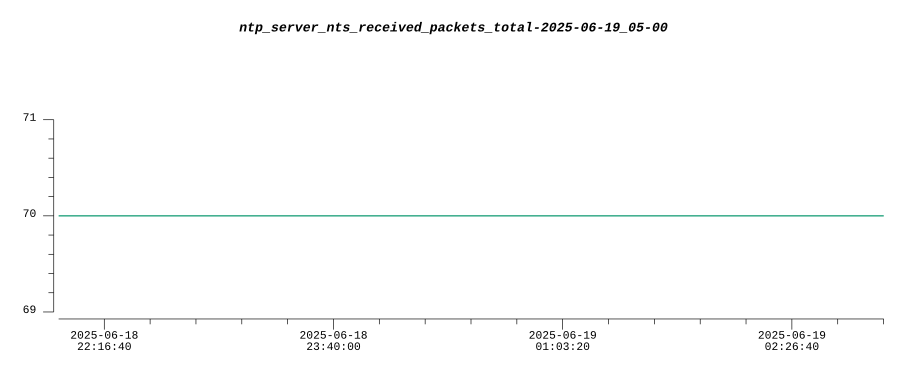 ntp_server_nts_received_packets_total-2025-06-19_05-00
71
70
69
2025-06-18 2025-06-18 2025-06-19 2025-06-19
22:16:40 23:40:00 01:03:20 02:26:40